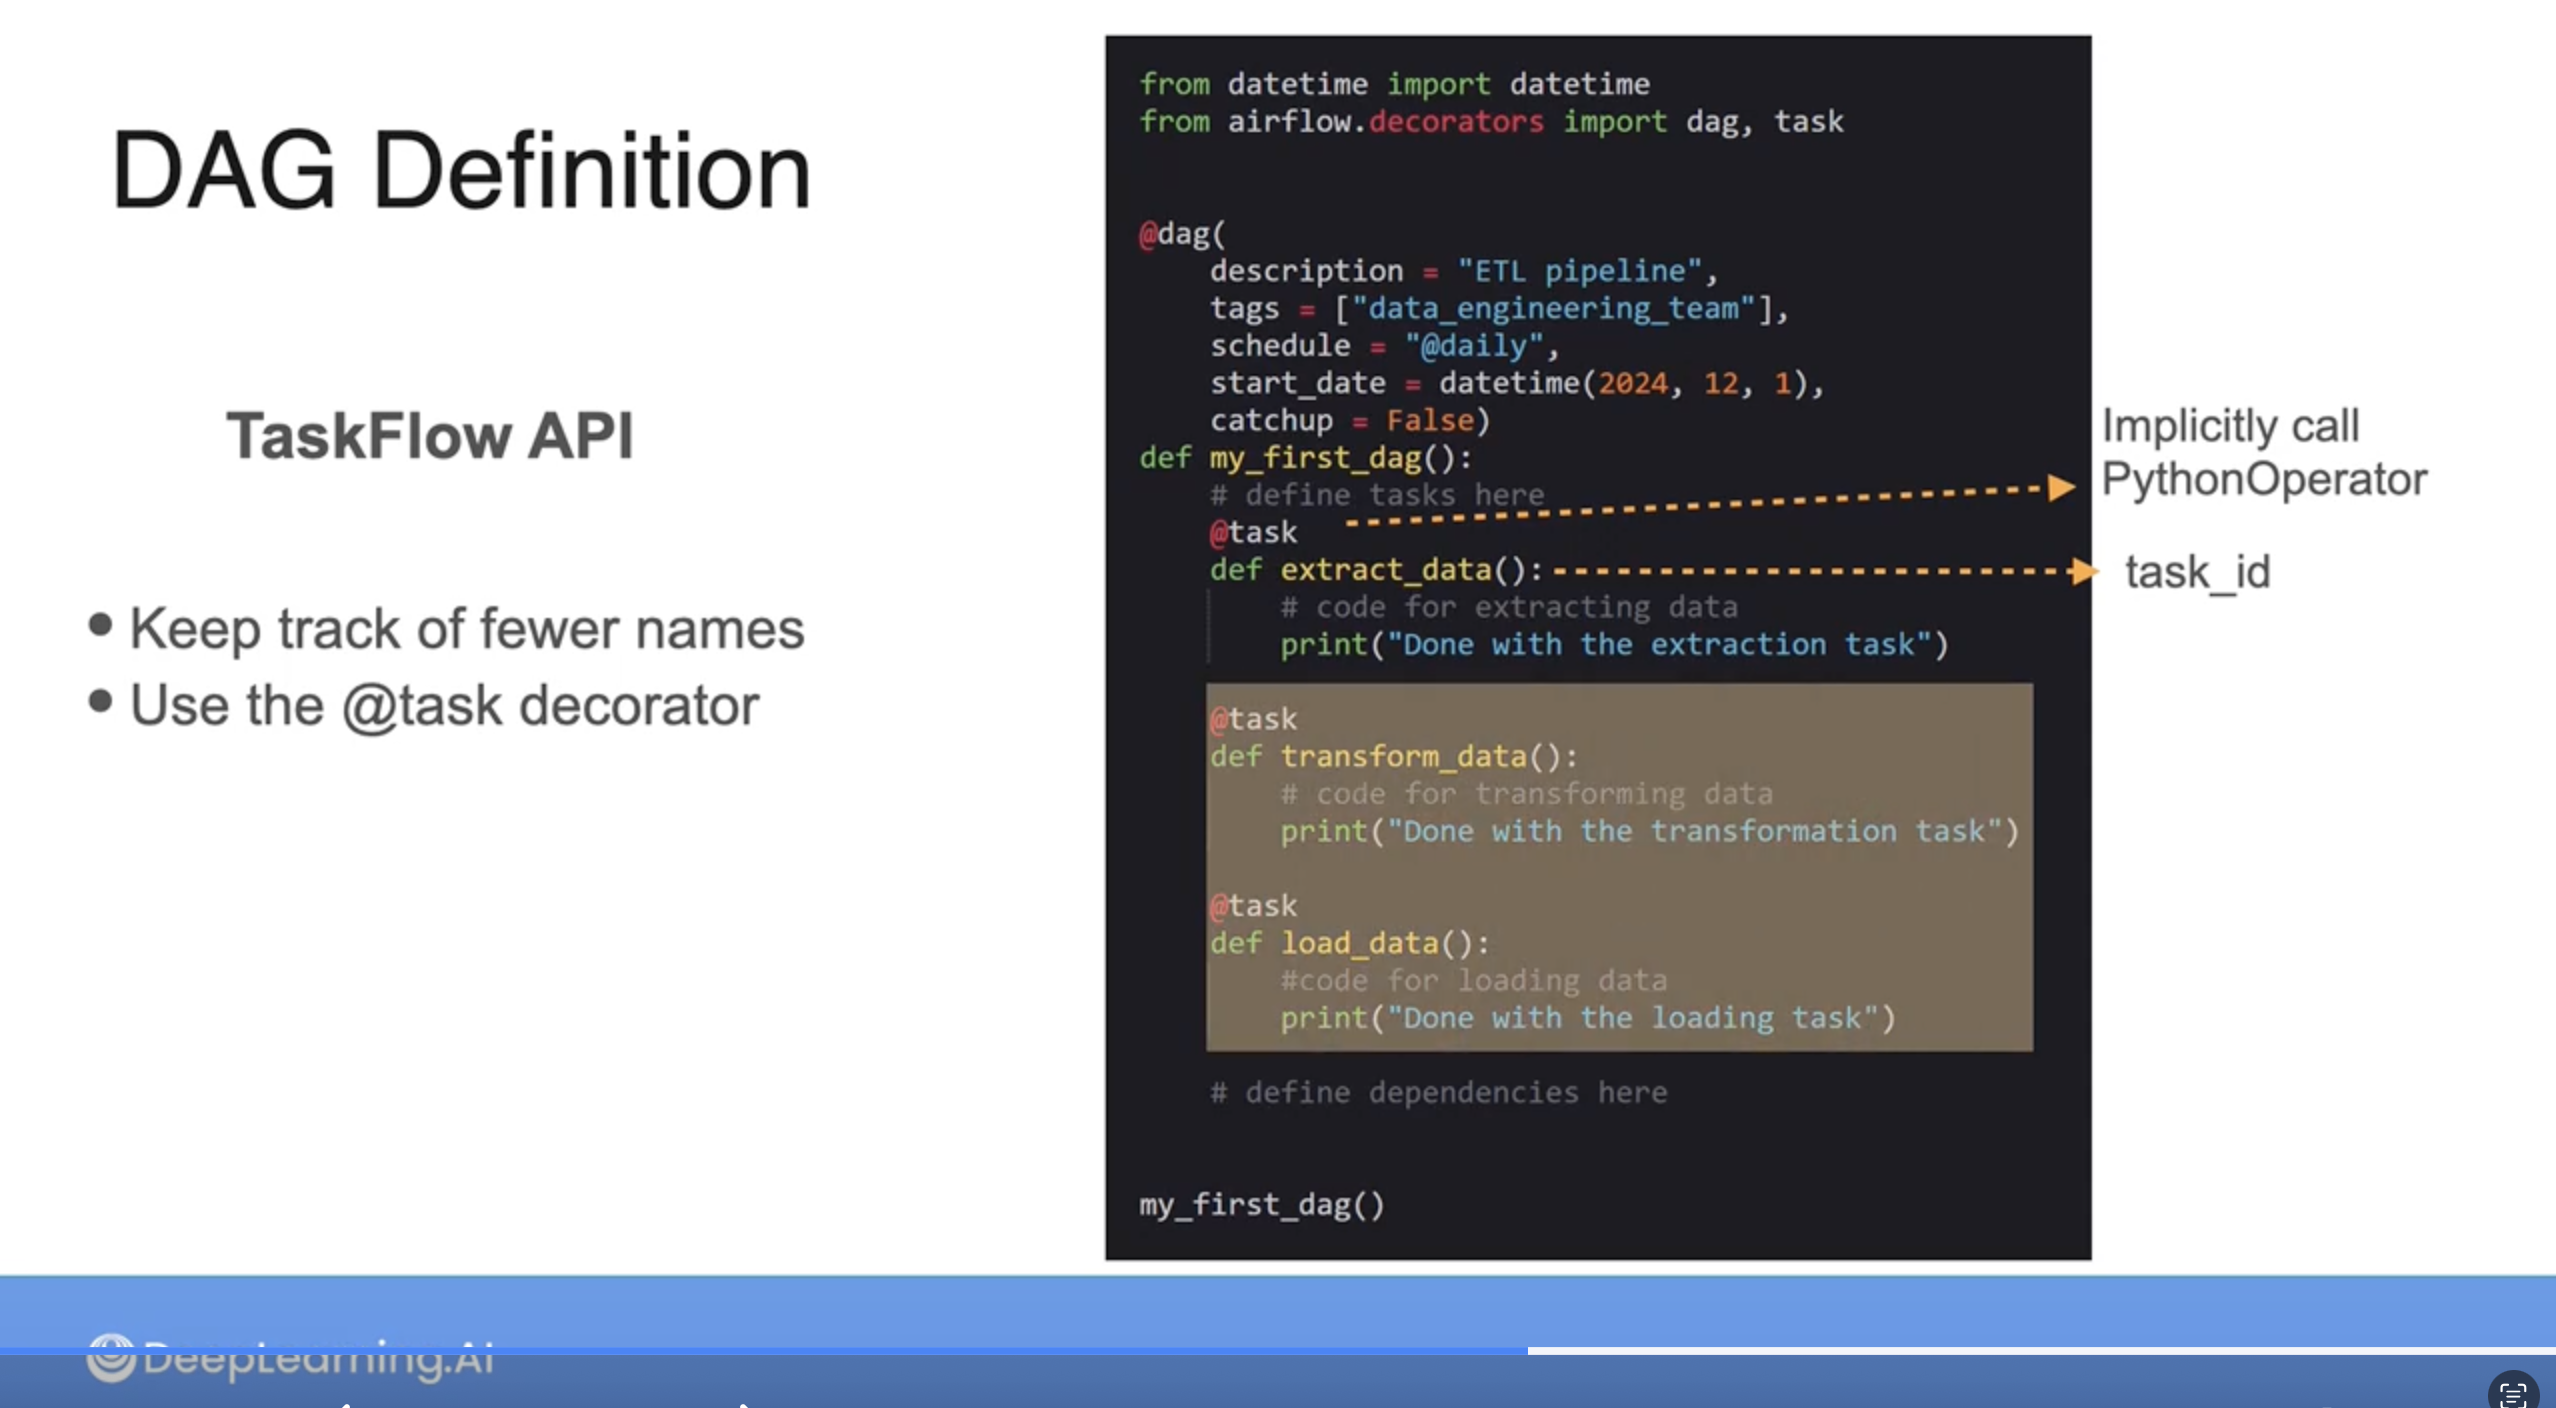 DAG Definition
TaskFlow API
• Keep track of fewer names
• Use the @task decorator
from datetime import datetime
from airflow.decorators import dag, task
@dag(
    description = "ETL pipeline",
    tags = ["data_engineering_team"],
    schedule = "@daily",
    start_date = datetime(2024, 12, 1),
    catchup = False)
def my_first_dag():
    # define tasks here
    @task
    def extract_data():
        # code for extracting data
        print("Done with the extraction task")
    @task
    def transform_data():
        # code for transforming data
        print("Done with the transformation task")
    @task
    def load_data():
        #code for loading data
        print("Done with the loading task")
    # define dependencies here
my_first_dag()
Implicitly call
PythonOperator
task_id
DeepLearning.AI